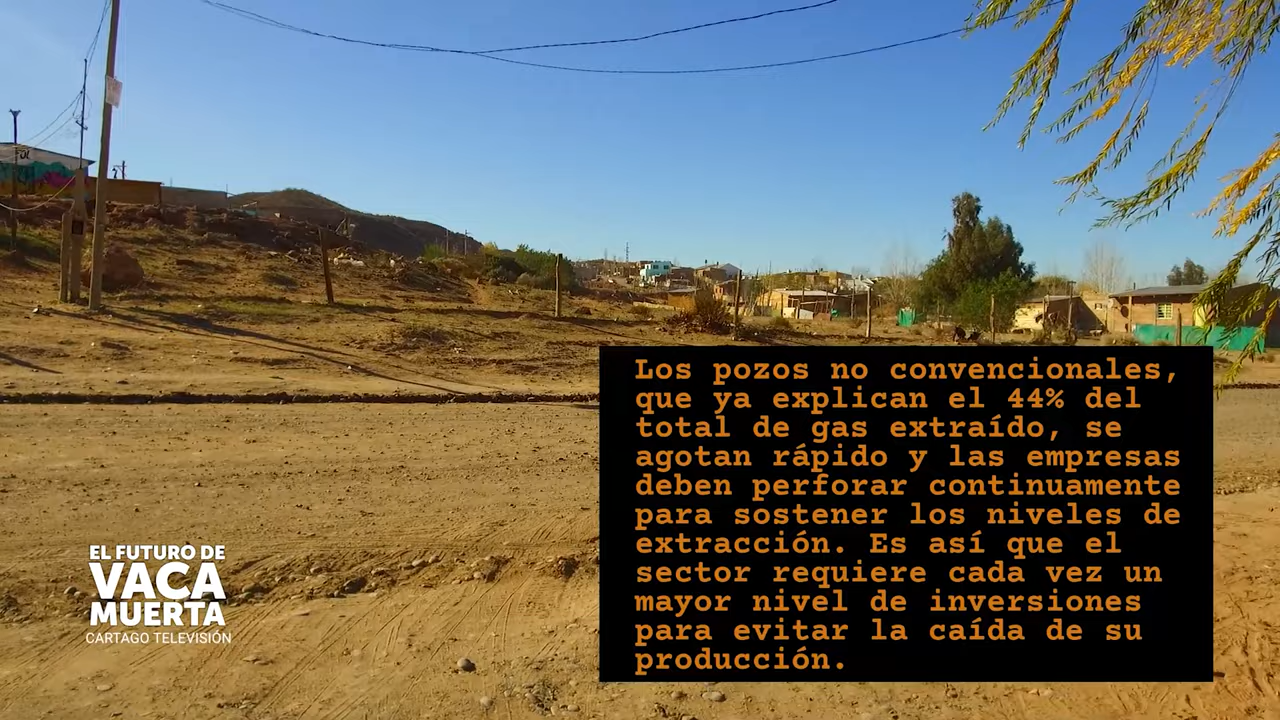 Los pozos no convencionales,
que ya explican el 44% del
total de gas extraído, se
agotan rápido y las empresas
deben perforar continuamente
para sostener los niveles de
extracción. Es así que el
sector requiere cada vez un
mayor nivel de inversiones
para evitar la caída de su
producción.
EL FUTURO DE
VACA
MUERTA
CARTAGO TELEVISIÓN